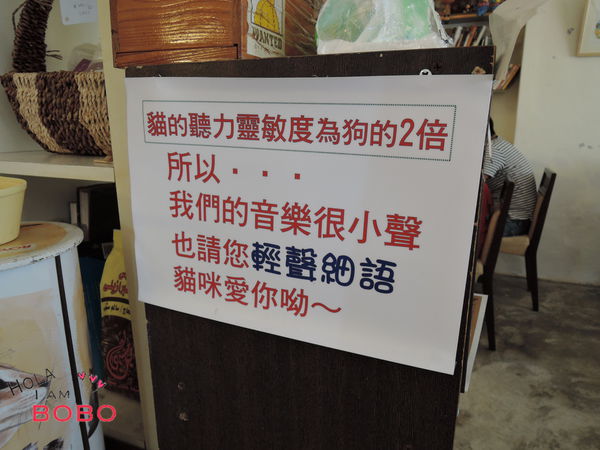 貓的聽力靈敏度為狗的2倍
所以・・・
我們的音樂很小聲
也請您輕聲細語
貓咪愛你呦～
WANTED
HOLA
I AM
BOBO